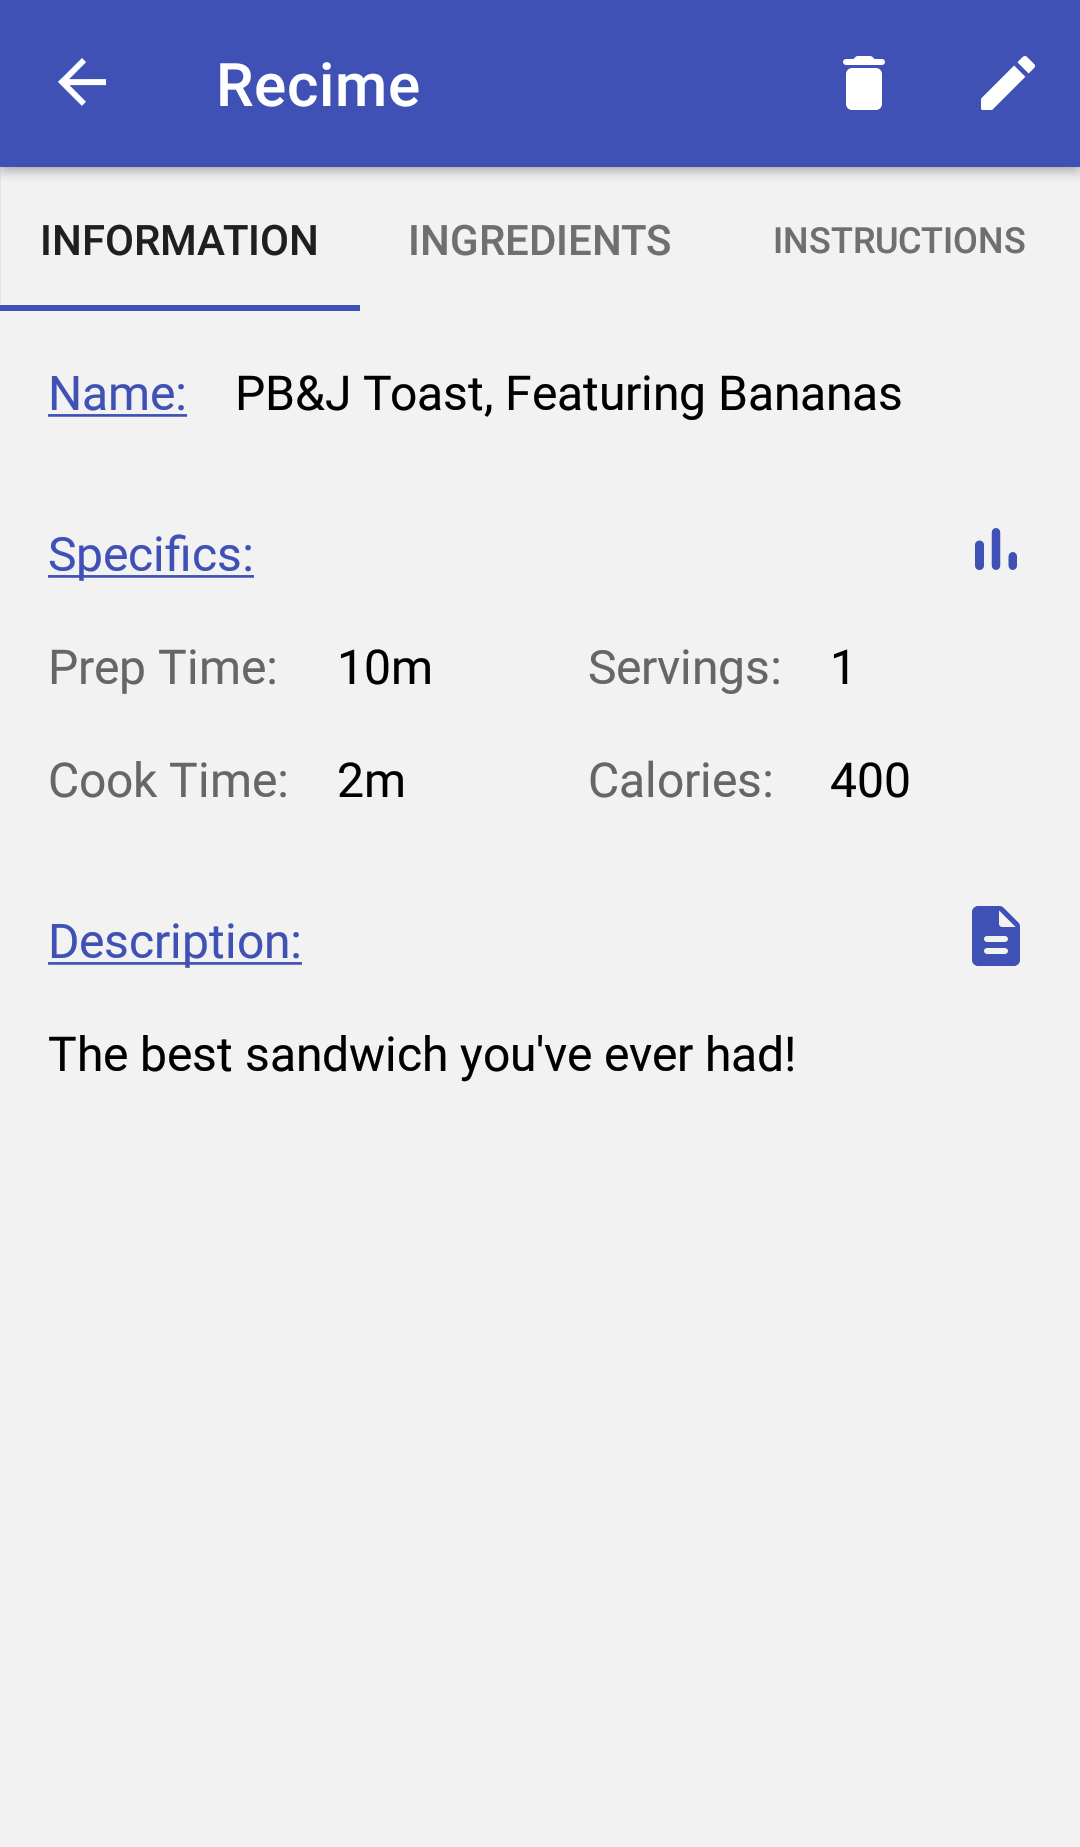 Recime
INFORMATION INGREDIENTS INSTRUCTIONS
Name: PB&J Toast, Featuring Bananas
Specifics:
Prep Time: 10m Servings: 1
Cook Time: 2m Calories: 400
Description:
The best sandwich you've ever had!